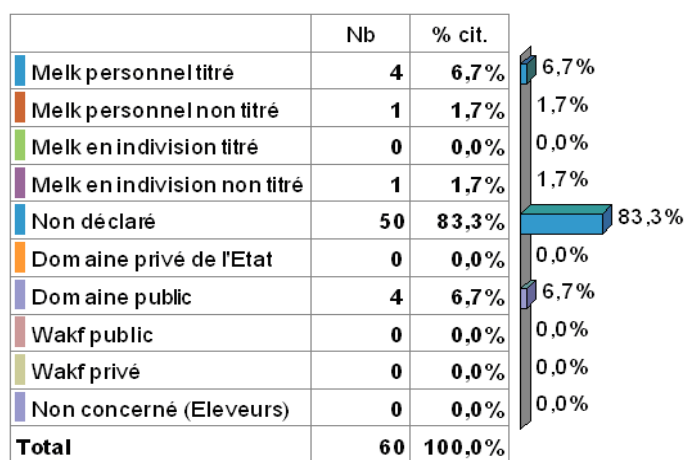 Nb % cit.
Melk personnel titré 4 6,7% 6,7%
Melk personnel non titré 1 1,7% 1,7%
Melk en indivision titré 0 0,0% 0,0%
Melk en indivision non titré 1 1,7% 1,7%
Non déclaré 50 83,3% 83,3%
Domaine privé de l'Etat 0 0,0% 0,0%
Domaine public 4 6,7% 6,7%
Wakf public 0 0,0% 0,0%
Wakf privé 0 0,0% 0,0%
Non concerné (Eleveurs) 0 0,0% 0,0%
Total 60 100,0%